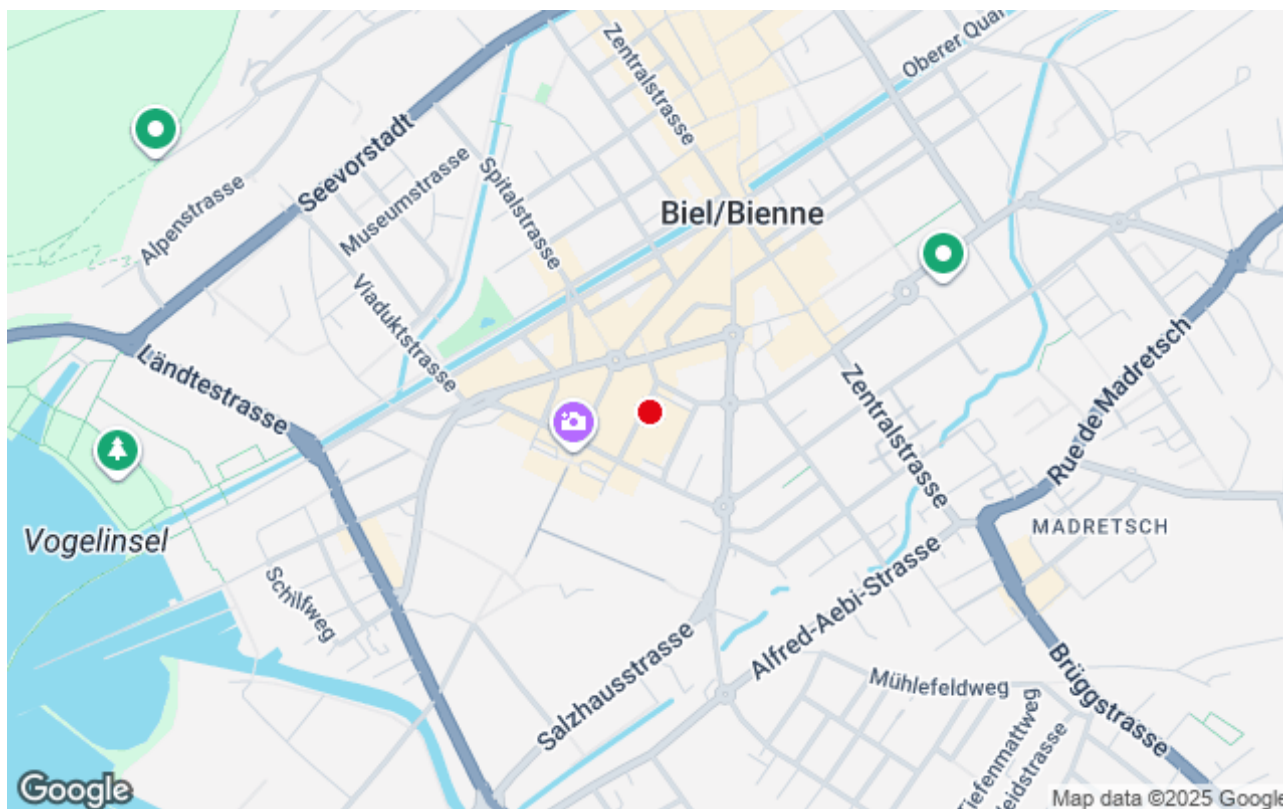 Zentralstrasse
Oberer Quai
Seevorstadt
Alpenstrasse
Museumstrasse
Spitalstrasse
Biel/Bienne
Viaduktstrasse
Ländtestrasse
Zentralstrasse
Rue de Madretsch
Vogelinsel
MADRETSCH
Schilfweg
Alfred-Aebi-Strasse
Salzhausstrasse
Mühlefeldweg
Brüggstrasse
Google
Map data ©2025 Google